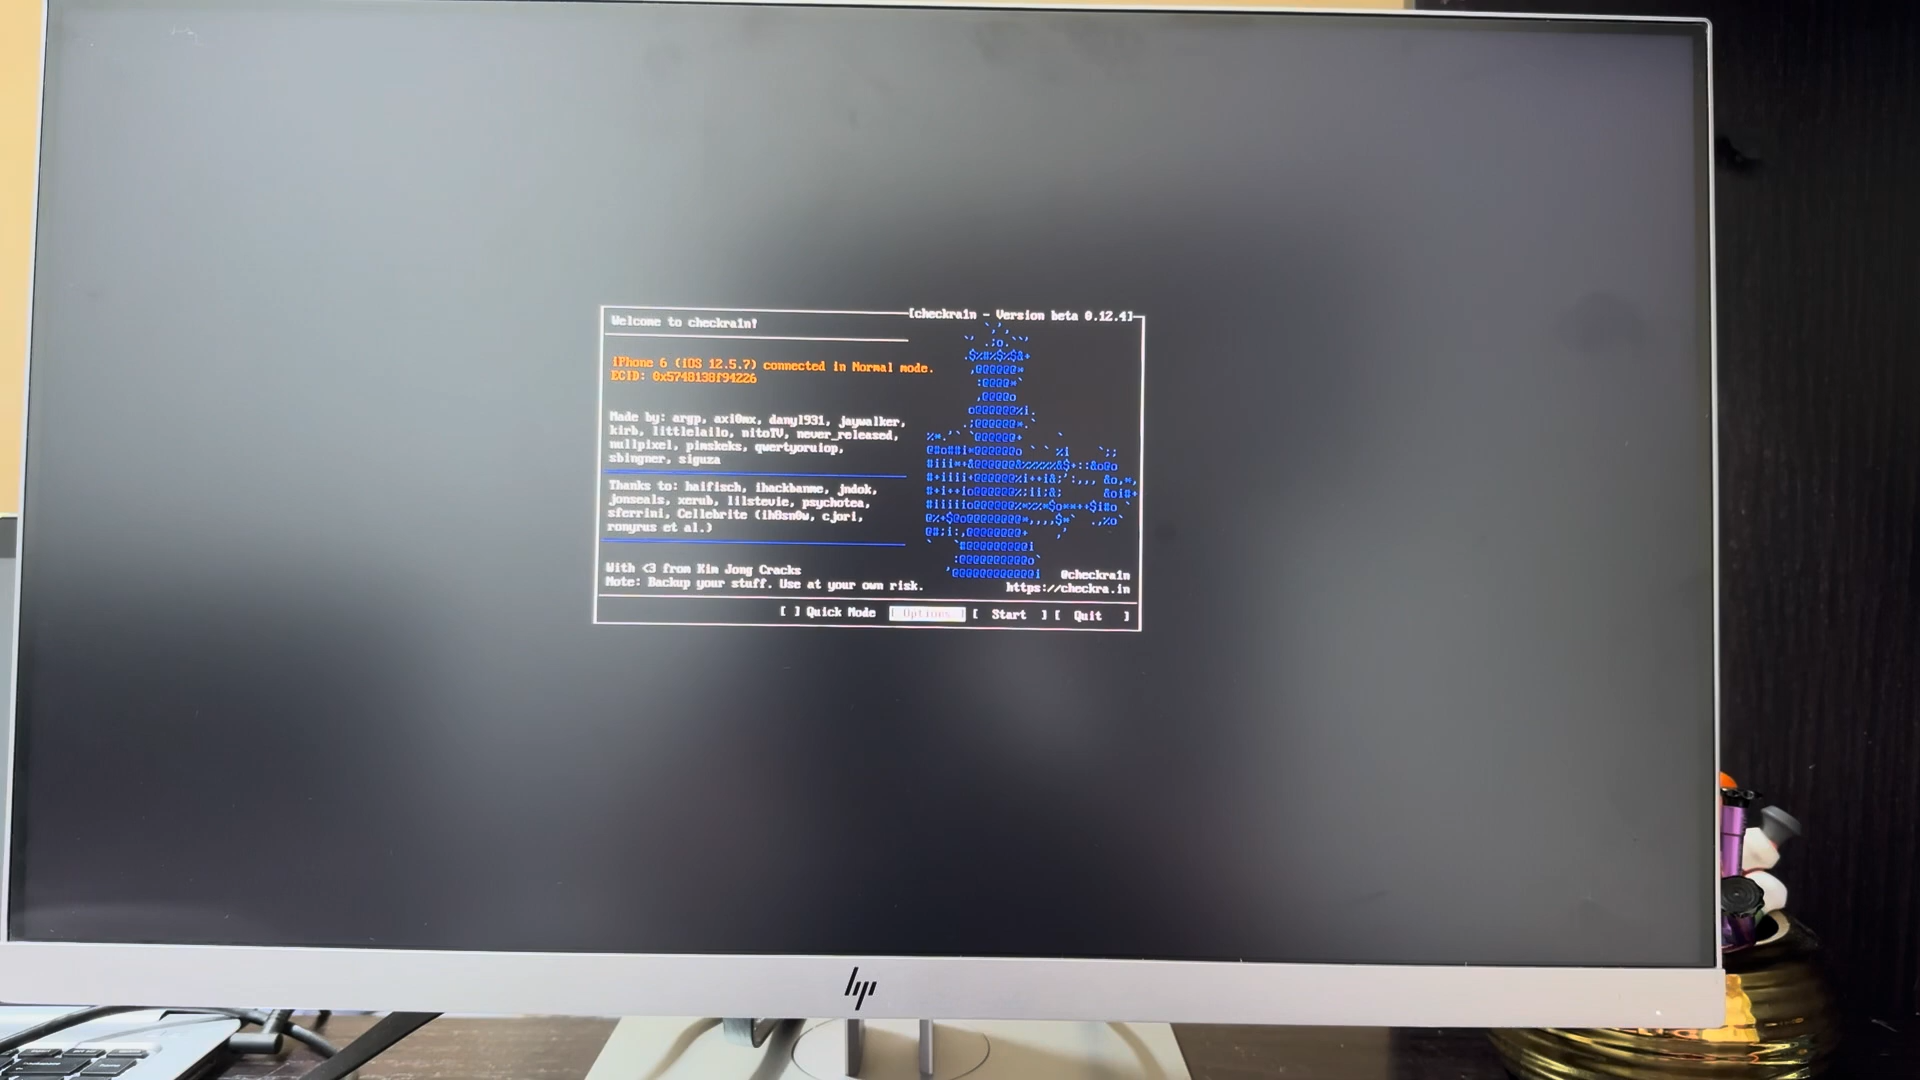 [checkra1n - Version beta 0.12.4]
Welcome to checkra1n!
iPhone 6 (iOS 12.5.7) connected in Normal mode.
ECID: 0x5748138f94226
Made by: argp, axi0mx, danyl931, jaywalker,
kirb, littlelailo, nitoTV, never_released,
nullpixel, pimskeks, qwertyoruiop,
sbingner, siguza
Thanks to: haifisch, ihackbanme, jndok,
jonseals, xerub, lilstevie, psychotea,
sferrini, Cellebrite (ih8sn0w, cjori,
ronyrus et al.)
With <3 from Kim Jong Cracks
Note: Backup your stuff. Use at your own risk.
@checkra1n
https://checkra.in
[ ] Quick Mode [ Options ] [ Start ] [ Quit ]
hp